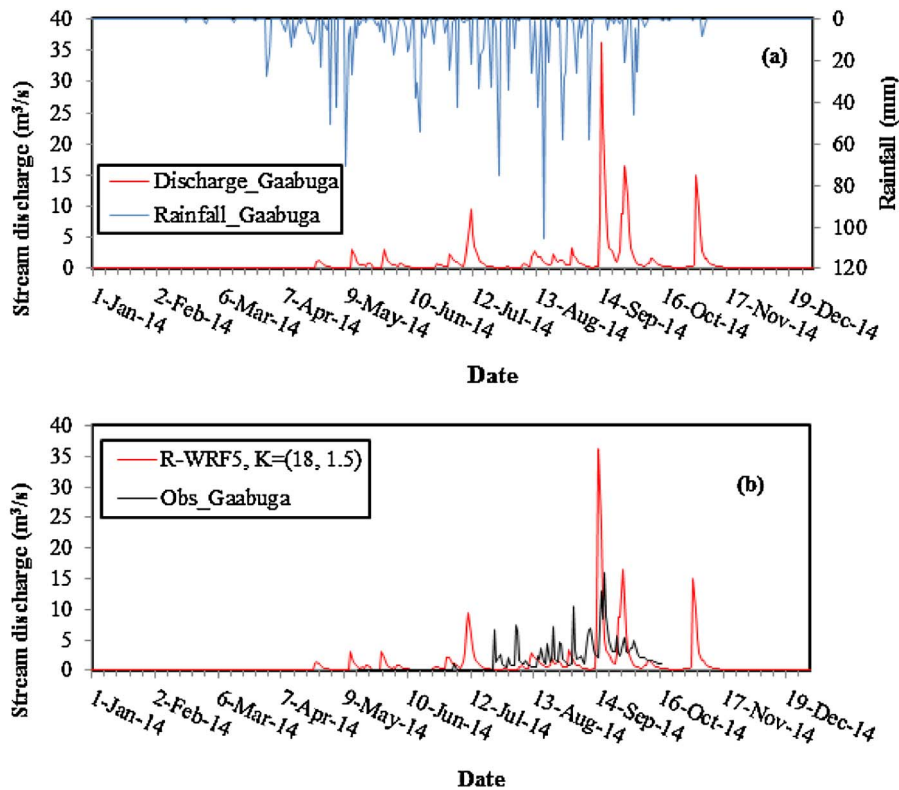 40
35
30
25
20
15
10
5
0
Stream discharge (m³/s)
0
20
40
60
80
100
120
Rainfall (mm)
(a)
Discharge_Gaabuga
Rainfall_Gaabuga
1-Jan-14
2-Feb-14
6-Mar-14
7-Apr-14
9-May-14
10-Jun-14
12-Jul-14
13-Aug-14
14-Sep-14
16-Oct-14
17-Nov-14
19-Dec-14
Date
40
35
30
25
20
15
10
5
0
Stream discharge (m³/s)
R-WRF5, K=(18, 1.5)
Obs_Gaabuga
(b)
1-Jan-14
2-Feb-14
6-Mar-14
7-Apr-14
9-May-14
10-Jun-14
12-Jul-14
13-Aug-14
14-Sep-14
16-Oct-14
17-Nov-14
19-Dec-14
Date